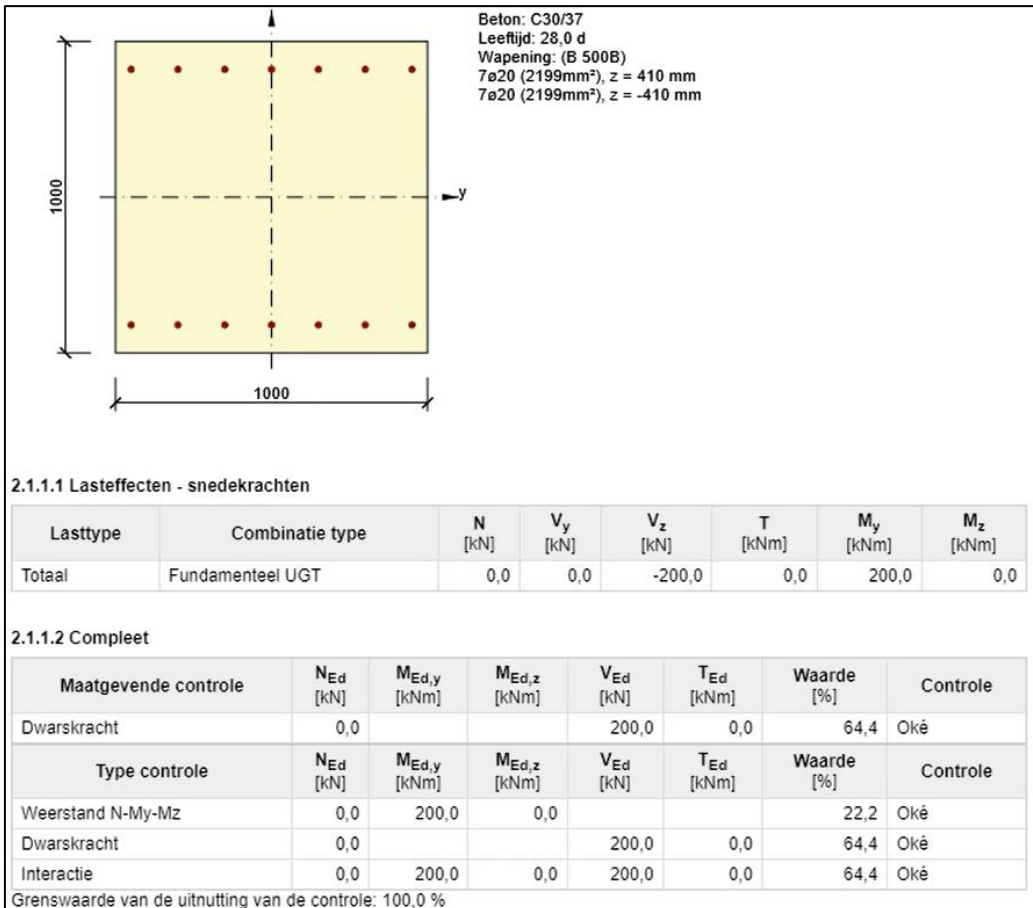 Beton: C30/37
Leeftijd: 28,0 d
Wapening: (B 500B)
7ø20 (2199mm²), z = 410 mm
7ø20 (2199mm²), z = -410 mm
y
1000
1000
2.1.1.1 Lasteffecten - snedekrachten
Lasttype Combinatie type N [kN] Vy [kN] Vz [kN] T [kNm] My [kNm] Mz [kNm]
Totaal Fundamenteel UGT 0,0 0,0 -200,0 0,0 200,0 0,0
2.1.1.2 Compleet
Maatgevende controle NEd [kN] MEd,y [kNm] MEd,z [kNm] VEd [kN] TEd [kNm] Waarde [%] Controle
Dwarskracht 0,0 200,0 0,0 64,4 Oké
Type controle NEd [kN] MEd,y [kNm] MEd,z [kNm] VEd [kN] TEd [kNm] Waarde [%] Controle
Weerstand N-My-Mz 0,0 200,0 0,0 22,2 Oké
Dwarskracht 0,0 200,0 0,0 64,4 Oké
Interactie 0,0 200,0 0,0 200,0 0,0 64,4 Oké
Grenswaarde van de uitnutting van de controle: 100,0 %